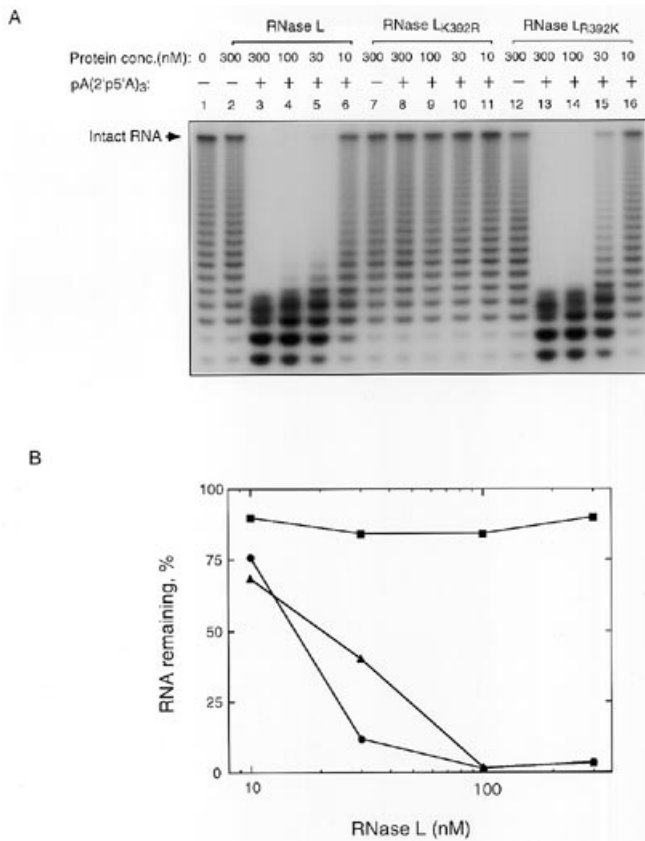 A
RNase L RNase LK392R RNase LR392K
Protein conc.(nM): 0 300 300 100 30 10 300 300 100 30 10 300 300 100 30 10
pA(2'p5'A)3: − − + + + + − + + + + − + + + +
1 2 3 4 5 6 7 8 9 10 11 12 13 14 15 16
Intact RNA
B
100
75
50
25
0
RNA remaining, %
10 100
RNase L (nM)